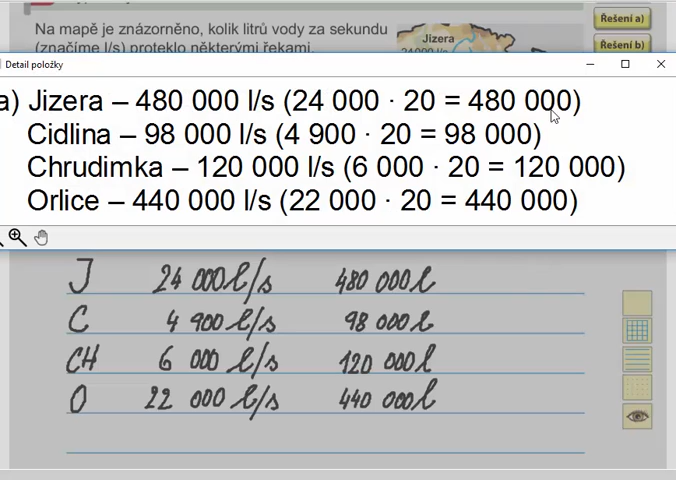 Na mapě je znázorněno, kolik litrů vody za sekundu
(značíme l/s) proteklo některými řekami.
Jizera
24 000 l/s
Řešení a)
Řešení b)
Detail položky
a) Jizera – 480 000 l/s (24 000 · 20 = 480 000)
Cidlina – 98 000 l/s (4 900 · 20 = 98 000)
Chrudimka – 120 000 l/s (6 000 · 20 = 120 000)
Orlice – 440 000 l/s (22 000 · 20 = 440 000)
J 24 000 l/s 480 000 l
C 4 900 l/s 98 000 l
CH 6 000 l/s 120 000 l
O 22 000 l/s 440 000 l